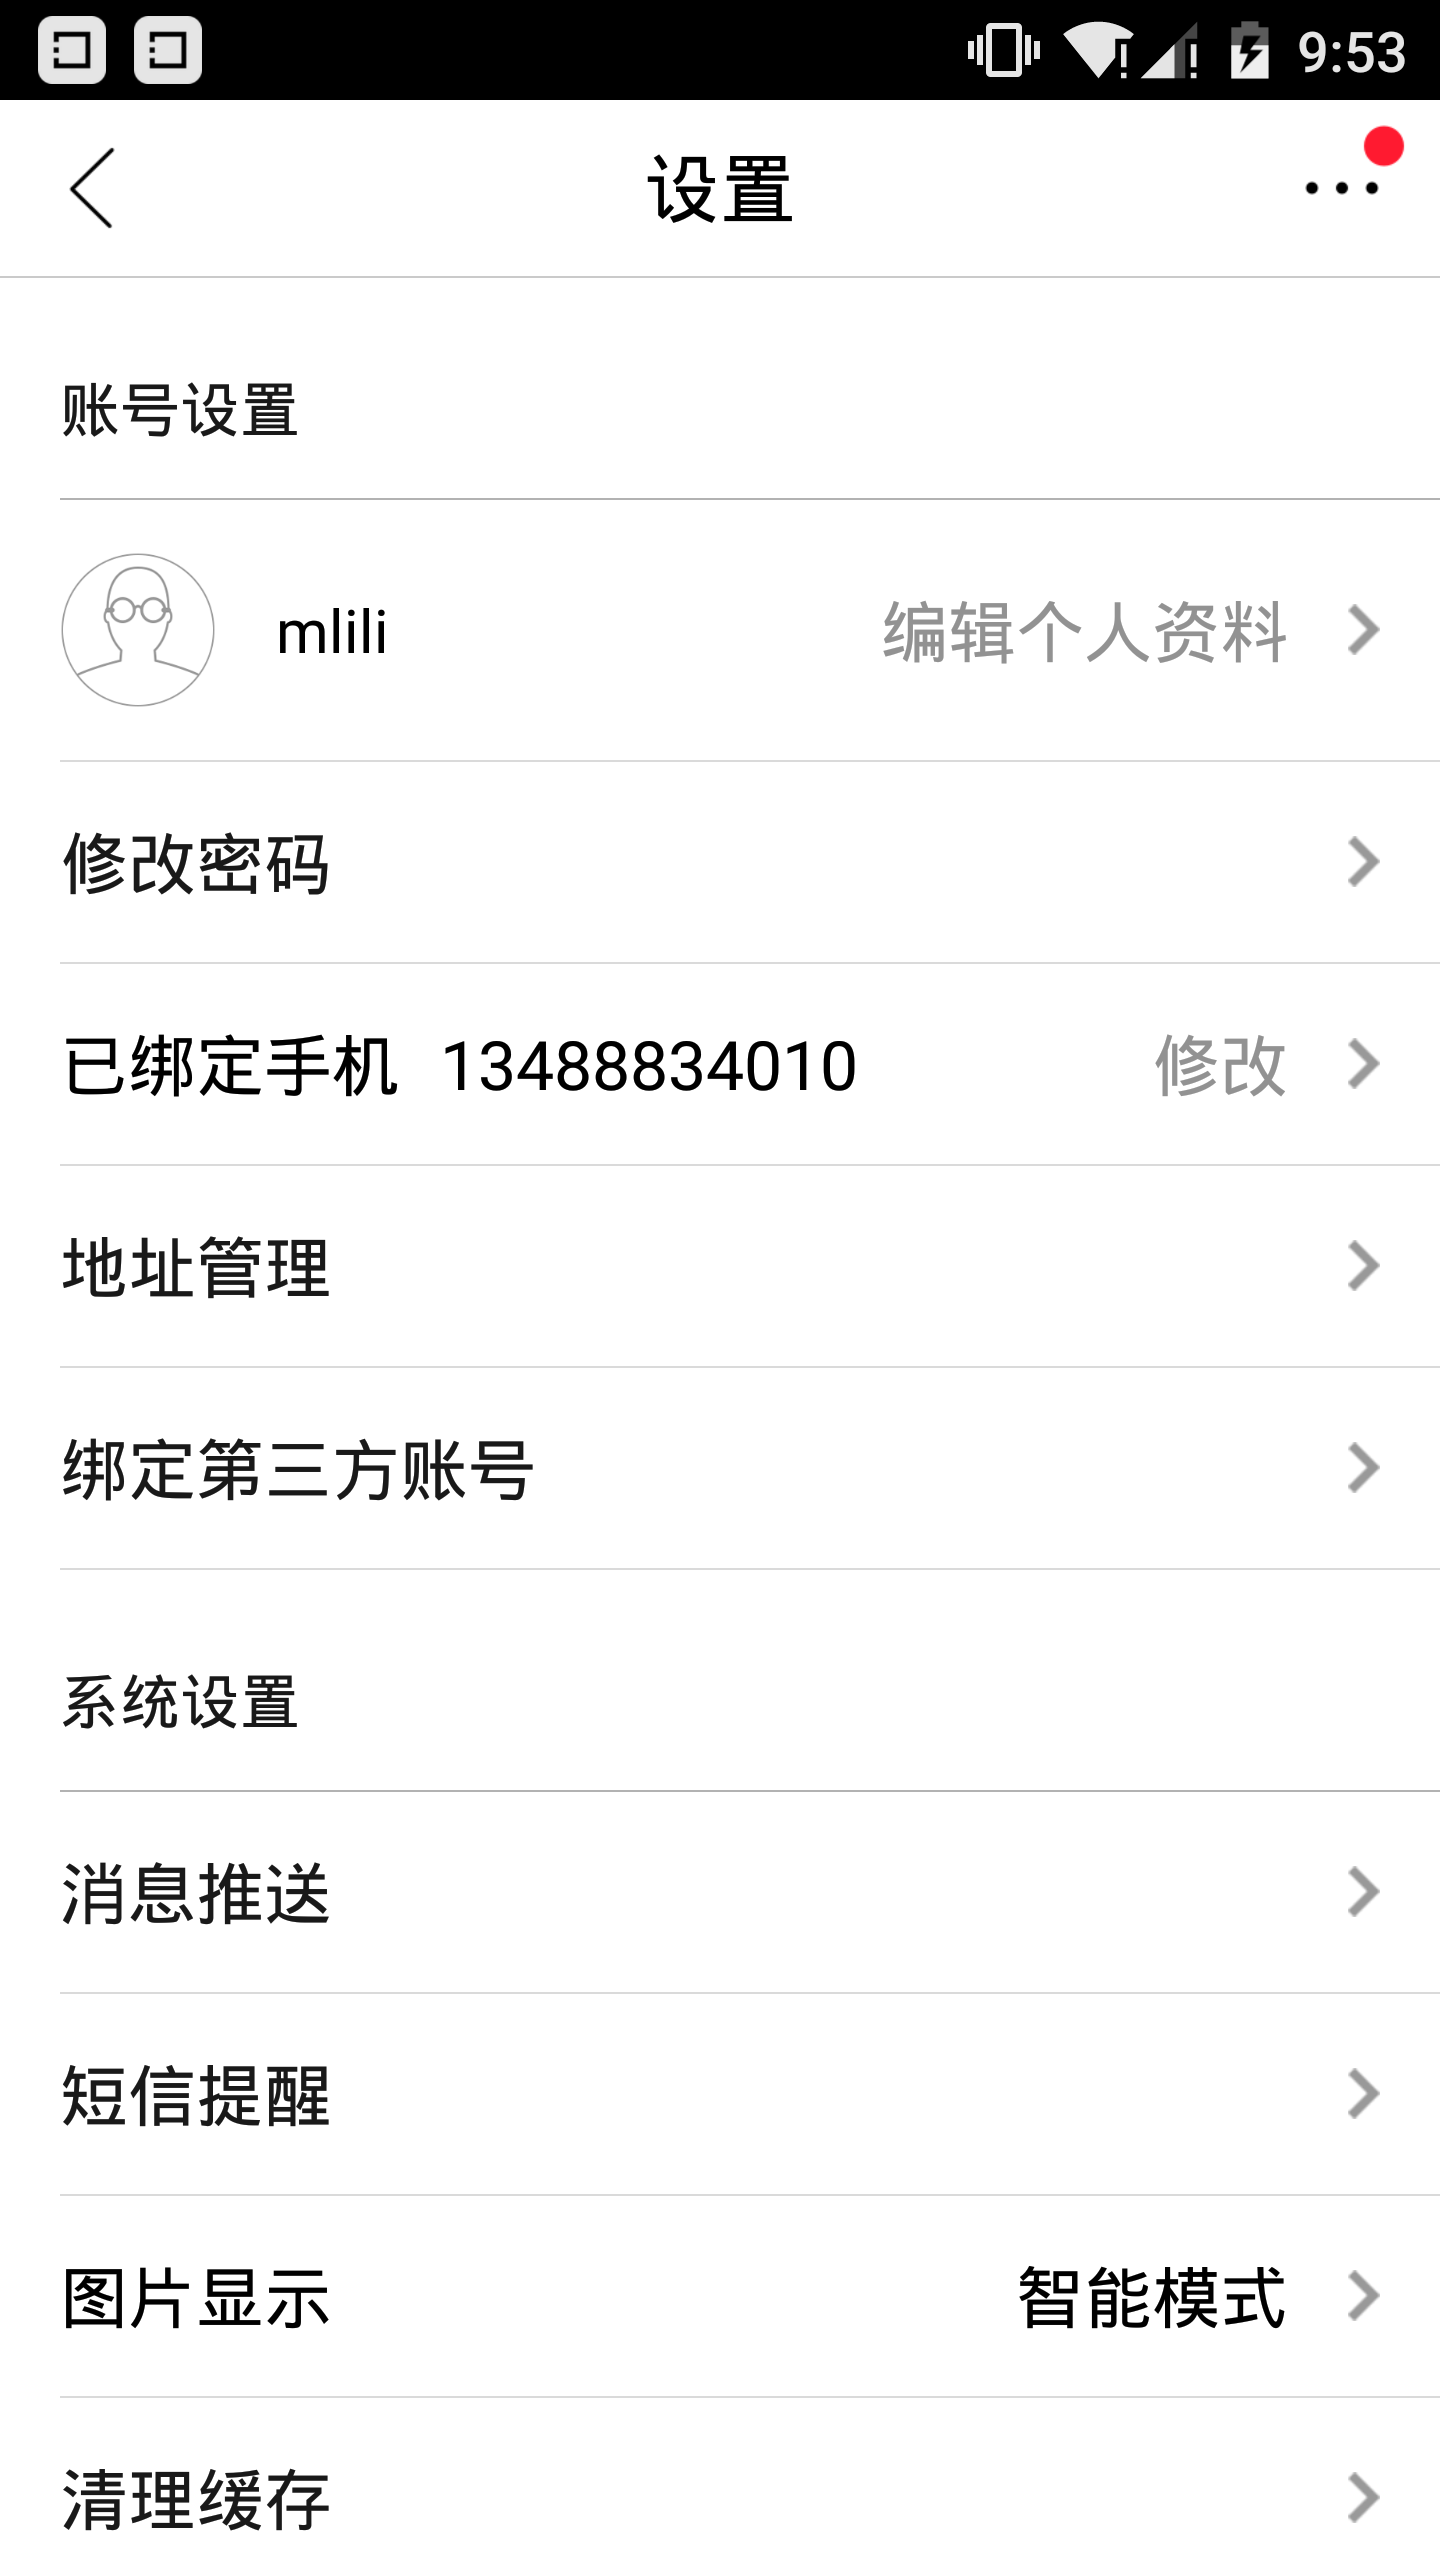 9:53
设置
账号设置
mlili 编辑个人资料
修改密码
已绑定手机 13488834010 修改
地址管理
绑定第三方账号
系统设置
消息推送
短信提醒
图片显示 智能模式
清理缓存